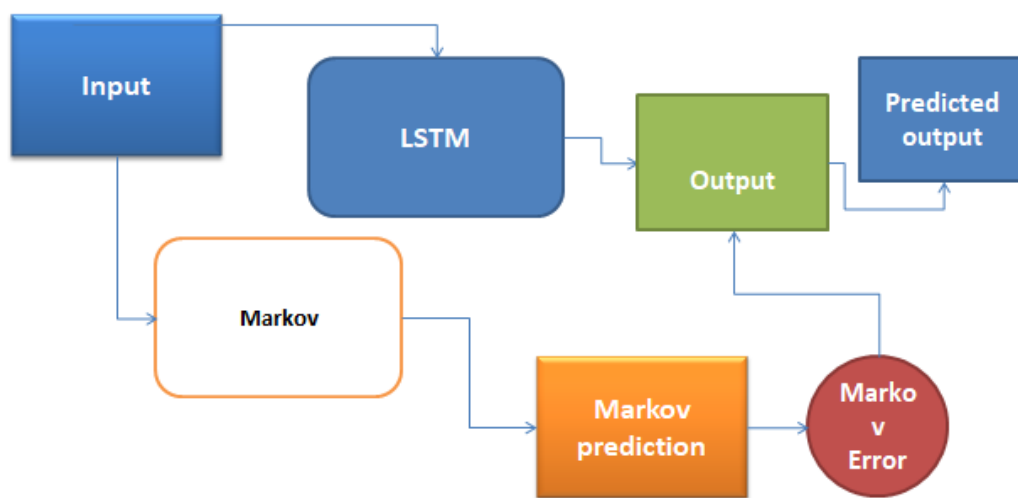 Input
LSTM
Predicted
output
Output
Markov
Markov
prediction
Marko
v
Error